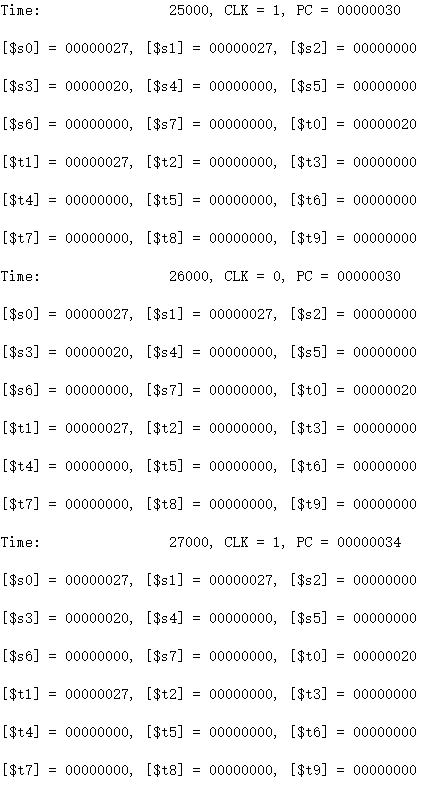 Time:                25000, CLK = 1, PC = 00000030
[$s0] = 00000027, [$s1] = 00000027, [$s2] = 00000000
[$s3] = 00000020, [$s4] = 00000000, [$s5] = 00000000
[$s6] = 00000000, [$s7] = 00000000, [$t0] = 00000020
[$t1] = 00000027, [$t2] = 00000000, [$t3] = 00000000
[$t4] = 00000000, [$t5] = 00000000, [$t6] = 00000000
[$t7] = 00000000, [$t8] = 00000000, [$t9] = 00000000
Time:                26000, CLK = 0, PC = 00000030
[$s0] = 00000027, [$s1] = 00000027, [$s2] = 00000000
[$s3] = 00000020, [$s4] = 00000000, [$s5] = 00000000
[$s6] = 00000000, [$s7] = 00000000, [$t0] = 00000020
[$t1] = 00000027, [$t2] = 00000000, [$t3] = 00000000
[$t4] = 00000000, [$t5] = 00000000, [$t6] = 00000000
[$t7] = 00000000, [$t8] = 00000000, [$t9] = 00000000
Time:                27000, CLK = 1, PC = 00000034
[$s0] = 00000027, [$s1] = 00000027, [$s2] = 00000000
[$s3] = 00000020, [$s4] = 00000000, [$s5] = 00000000
[$s6] = 00000000, [$s7] = 00000000, [$t0] = 00000020
[$t1] = 00000027, [$t2] = 00000000, [$t3] = 00000000
[$t4] = 00000000, [$t5] = 00000000, [$t6] = 00000000
[$t7] = 00000000, [$t8] = 00000000, [$t9] = 00000000